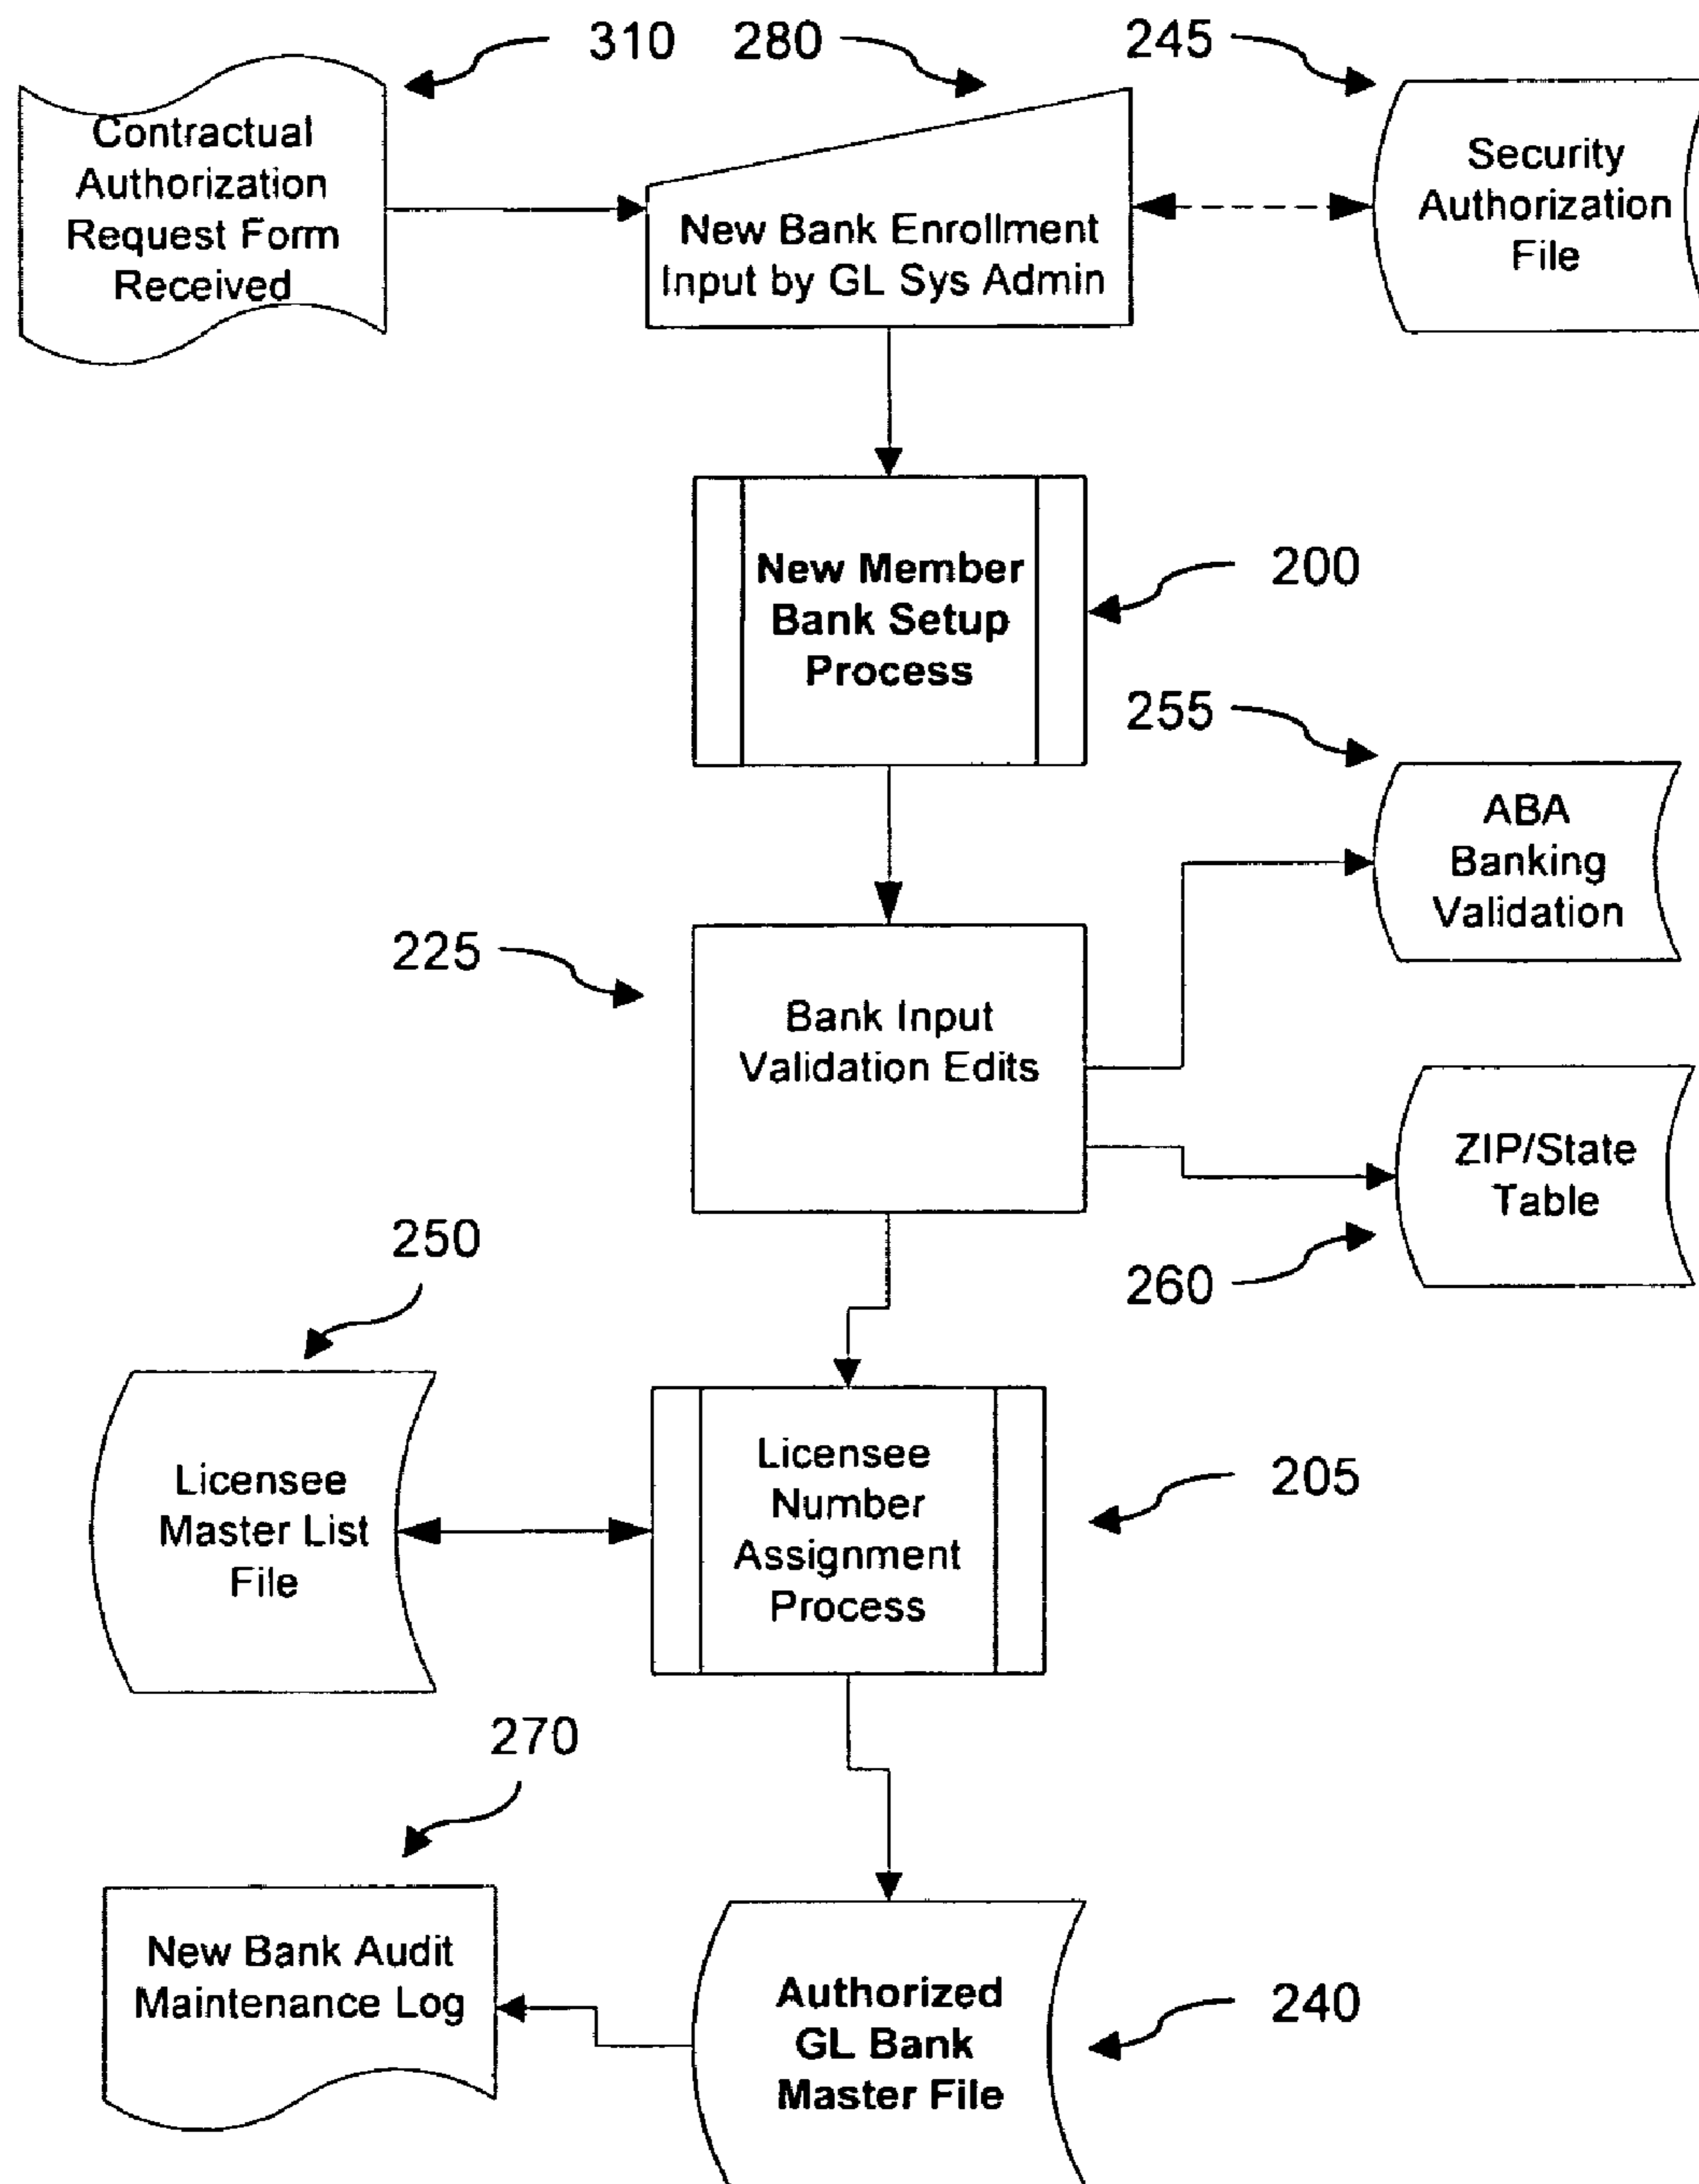 310
280
245
Contractual
Authorization
Request Form
Received
New Bank Enrollment
Input by GL Sys Admin
Security
Authorization
File
New Member
Bank Setup
Process
200
255
ABA
Banking
Validation
225
Bank Input
Validation Edits
ZIP/State
Table
260
250
Licensee
Master List
File
Licensee
Number
Assignment
Process
205
270
New Bank Audit
Maintenance Log
Authorized
GL Bank
Master File
240